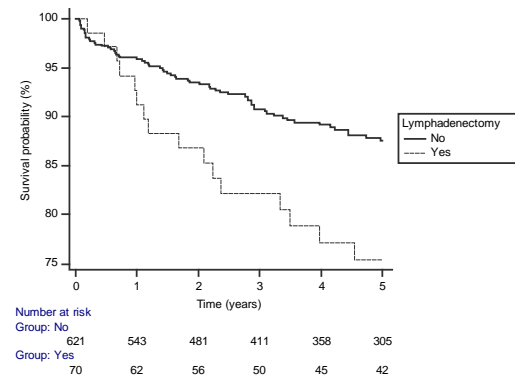 100
95
90
85
80
75
Survival probability (%)
0 1 2 3 4 5
Time (years)
Lymphadenectomy
No
Yes
Number at risk
Group: No
621 543 481 411 358 305
Group: Yes
70 62 56 50 45 42